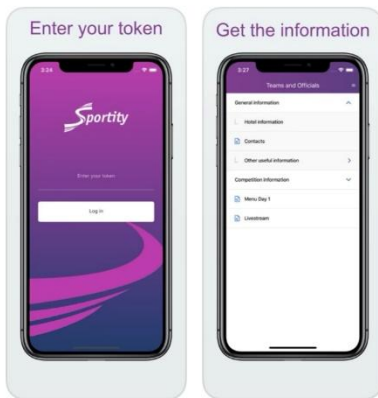 Enter your token
3:24
Sportity
Enter your token
Log in
Get the information
3:27
Teams and Officials
General information
Hotel information
Contacts
Other useful information
Competition information
Menu Day 1
Livestream